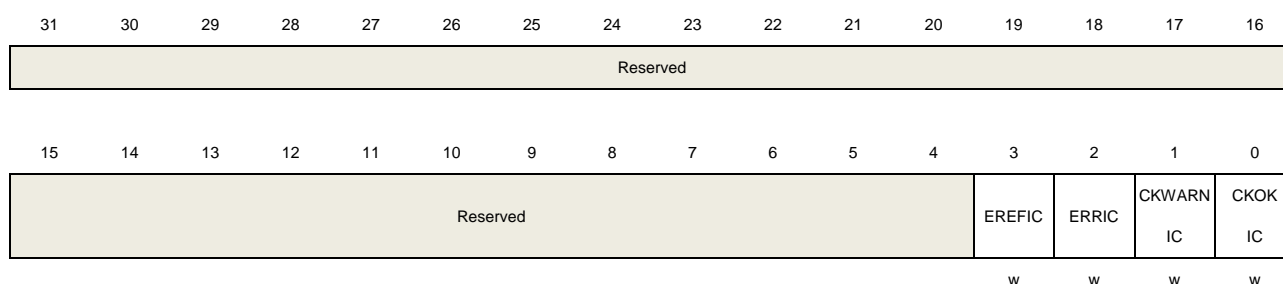 31 30 29 28 27 26 25 24 23 22 21 20 19 18 17 16
Reserved
15 14 13 12 11 10 9 8 7 6 5 4 3 2 1 0
Reserved EREFIC ERRIC CKWARN IC CKOK IC
w w w w